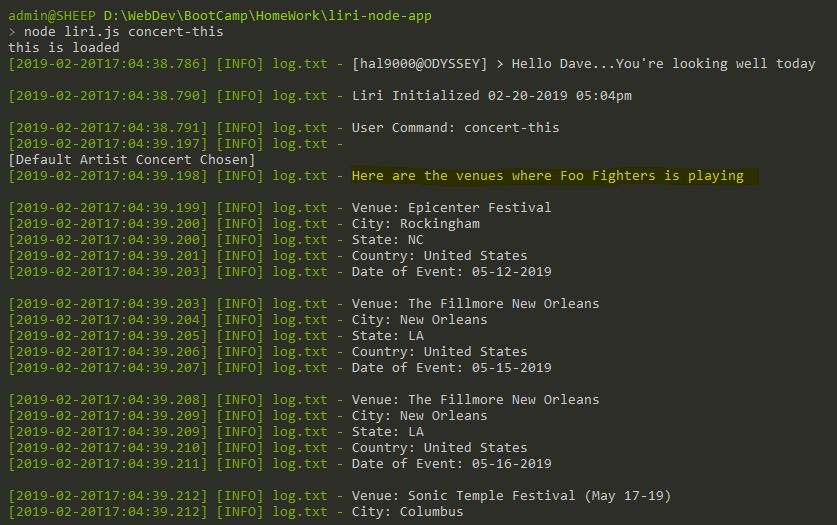 admin@SHEEP D:\WebDev\BootCamp\HomeWork\liri-node-app
> node liri.js concert-this
this is loaded
[2019-02-20T17:04:38.786] [INFO] log.txt - [hal9000@ODYSSEY] > Hello Dave...You're looking well today
[2019-02-20T17:04:38.790] [INFO] log.txt - Liri Initialized 02-20-2019 05:04pm
[2019-02-20T17:04:38.791] [INFO] log.txt - User Command: concert-this
[2019-02-20T17:04:39.197] [INFO] log.txt -
[Default Artist Concert Chosen]
[2019-02-20T17:04:39.198] [INFO] log.txt - Here are the venues where Foo Fighters is playing
[2019-02-20T17:04:39.199] [INFO] log.txt - Venue: Epicenter Festival
[2019-02-20T17:04:39.200] [INFO] log.txt - City: Rockingham
[2019-02-20T17:04:39.200] [INFO] log.txt - State: NC
[2019-02-20T17:04:39.201] [INFO] log.txt - Country: United States
[2019-02-20T17:04:39.203] [INFO] log.txt - Date of Event: 05-12-2019
[2019-02-20T17:04:39.203] [INFO] log.txt - Venue: The Fillmore New Orleans
[2019-02-20T17:04:39.204] [INFO] log.txt - City: New Orleans
[2019-02-20T17:04:39.205] [INFO] log.txt - State: LA
[2019-02-20T17:04:39.206] [INFO] log.txt - Country: United States
[2019-02-20T17:04:39.207] [INFO] log.txt - Date of Event: 05-15-2019
[2019-02-20T17:04:39.208] [INFO] log.txt - Venue: The Fillmore New Orleans
[2019-02-20T17:04:39.209] [INFO] log.txt - City: New Orleans
[2019-02-20T17:04:39.209] [INFO] log.txt - State: LA
[2019-02-20T17:04:39.210] [INFO] log.txt - Country: United States
[2019-02-20T17:04:39.211] [INFO] log.txt - Date of Event: 05-16-2019
[2019-02-20T17:04:39.212] [INFO] log.txt - Venue: Sonic Temple Festival (May 17-19)
[2019-02-20T17:04:39.212] [INFO] log.txt - City: Columbus